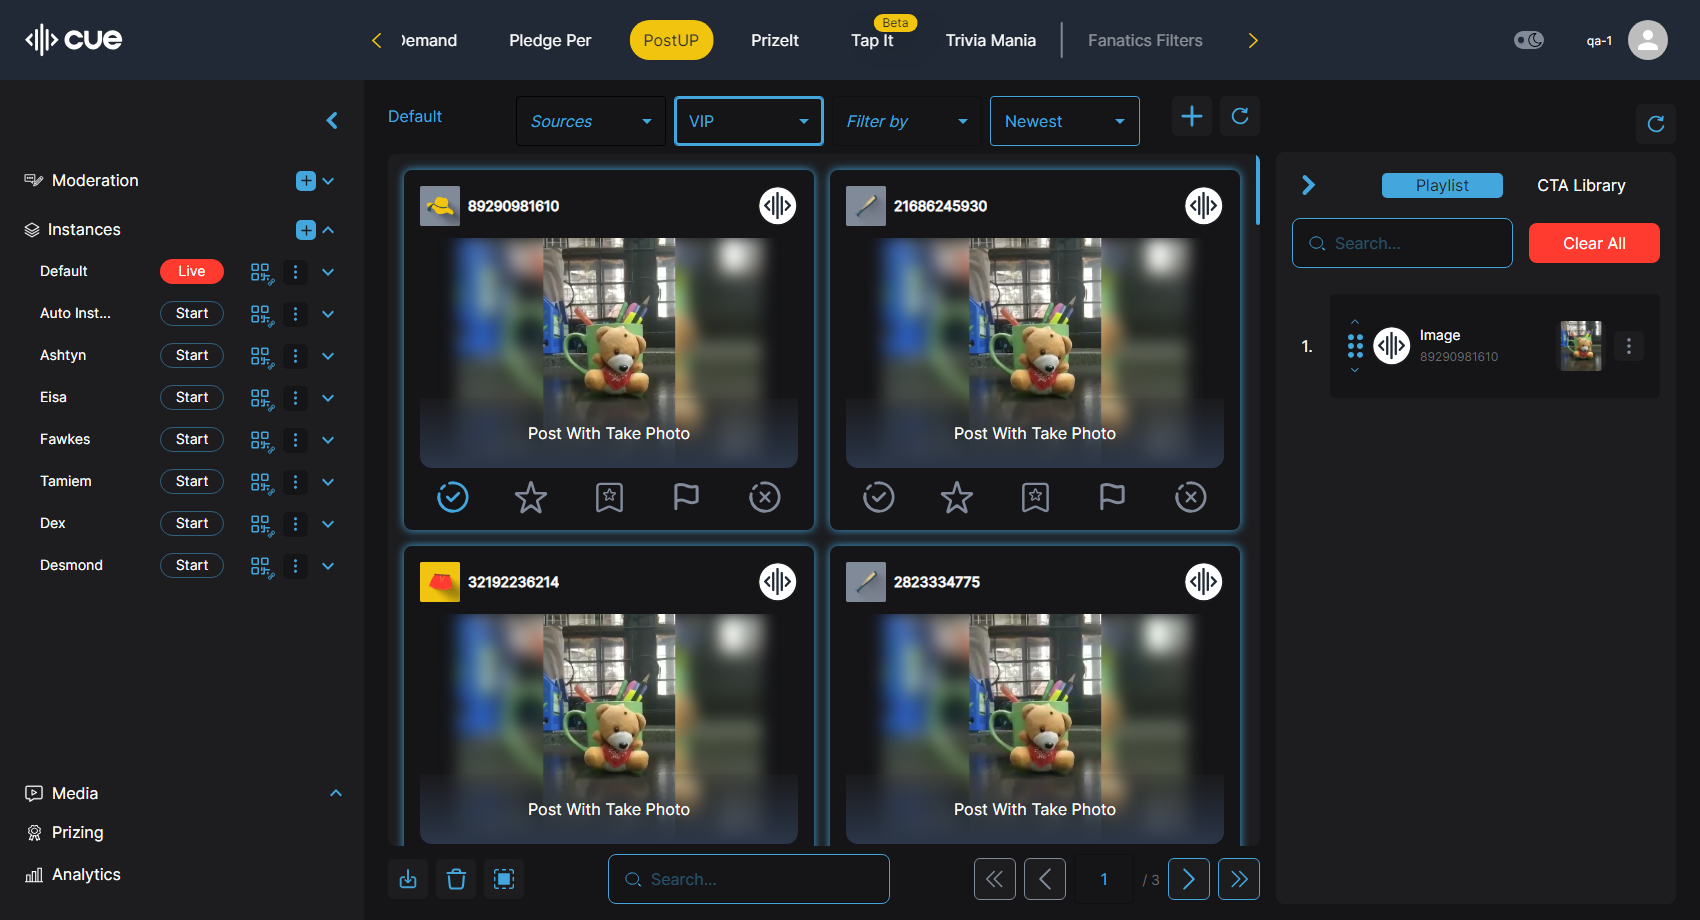 cue
Demand
Pledge Per
PostUP
PrizeIt
Tap It
Beta
Trivia Mania
Fanatics Filters
qa-1
Moderation
Instances
Default
Live
Auto Inst...
Start
Ashtyn
Start
Eisa
Start
Fawkes
Start
Tamiem
Start
Dex
Start
Desmond
Start
Media
Prizing
Analytics
Default
Sources
VIP
Filter by
Newest
89290981610
Post With Take Photo
21686245930
Post With Take Photo
32192236214
Post With Take Photo
2823334775
Post With Take Photo
Search...
1
/ 3
Playlist
CTA Library
Search...
Clear All
1.
Image
89290981610